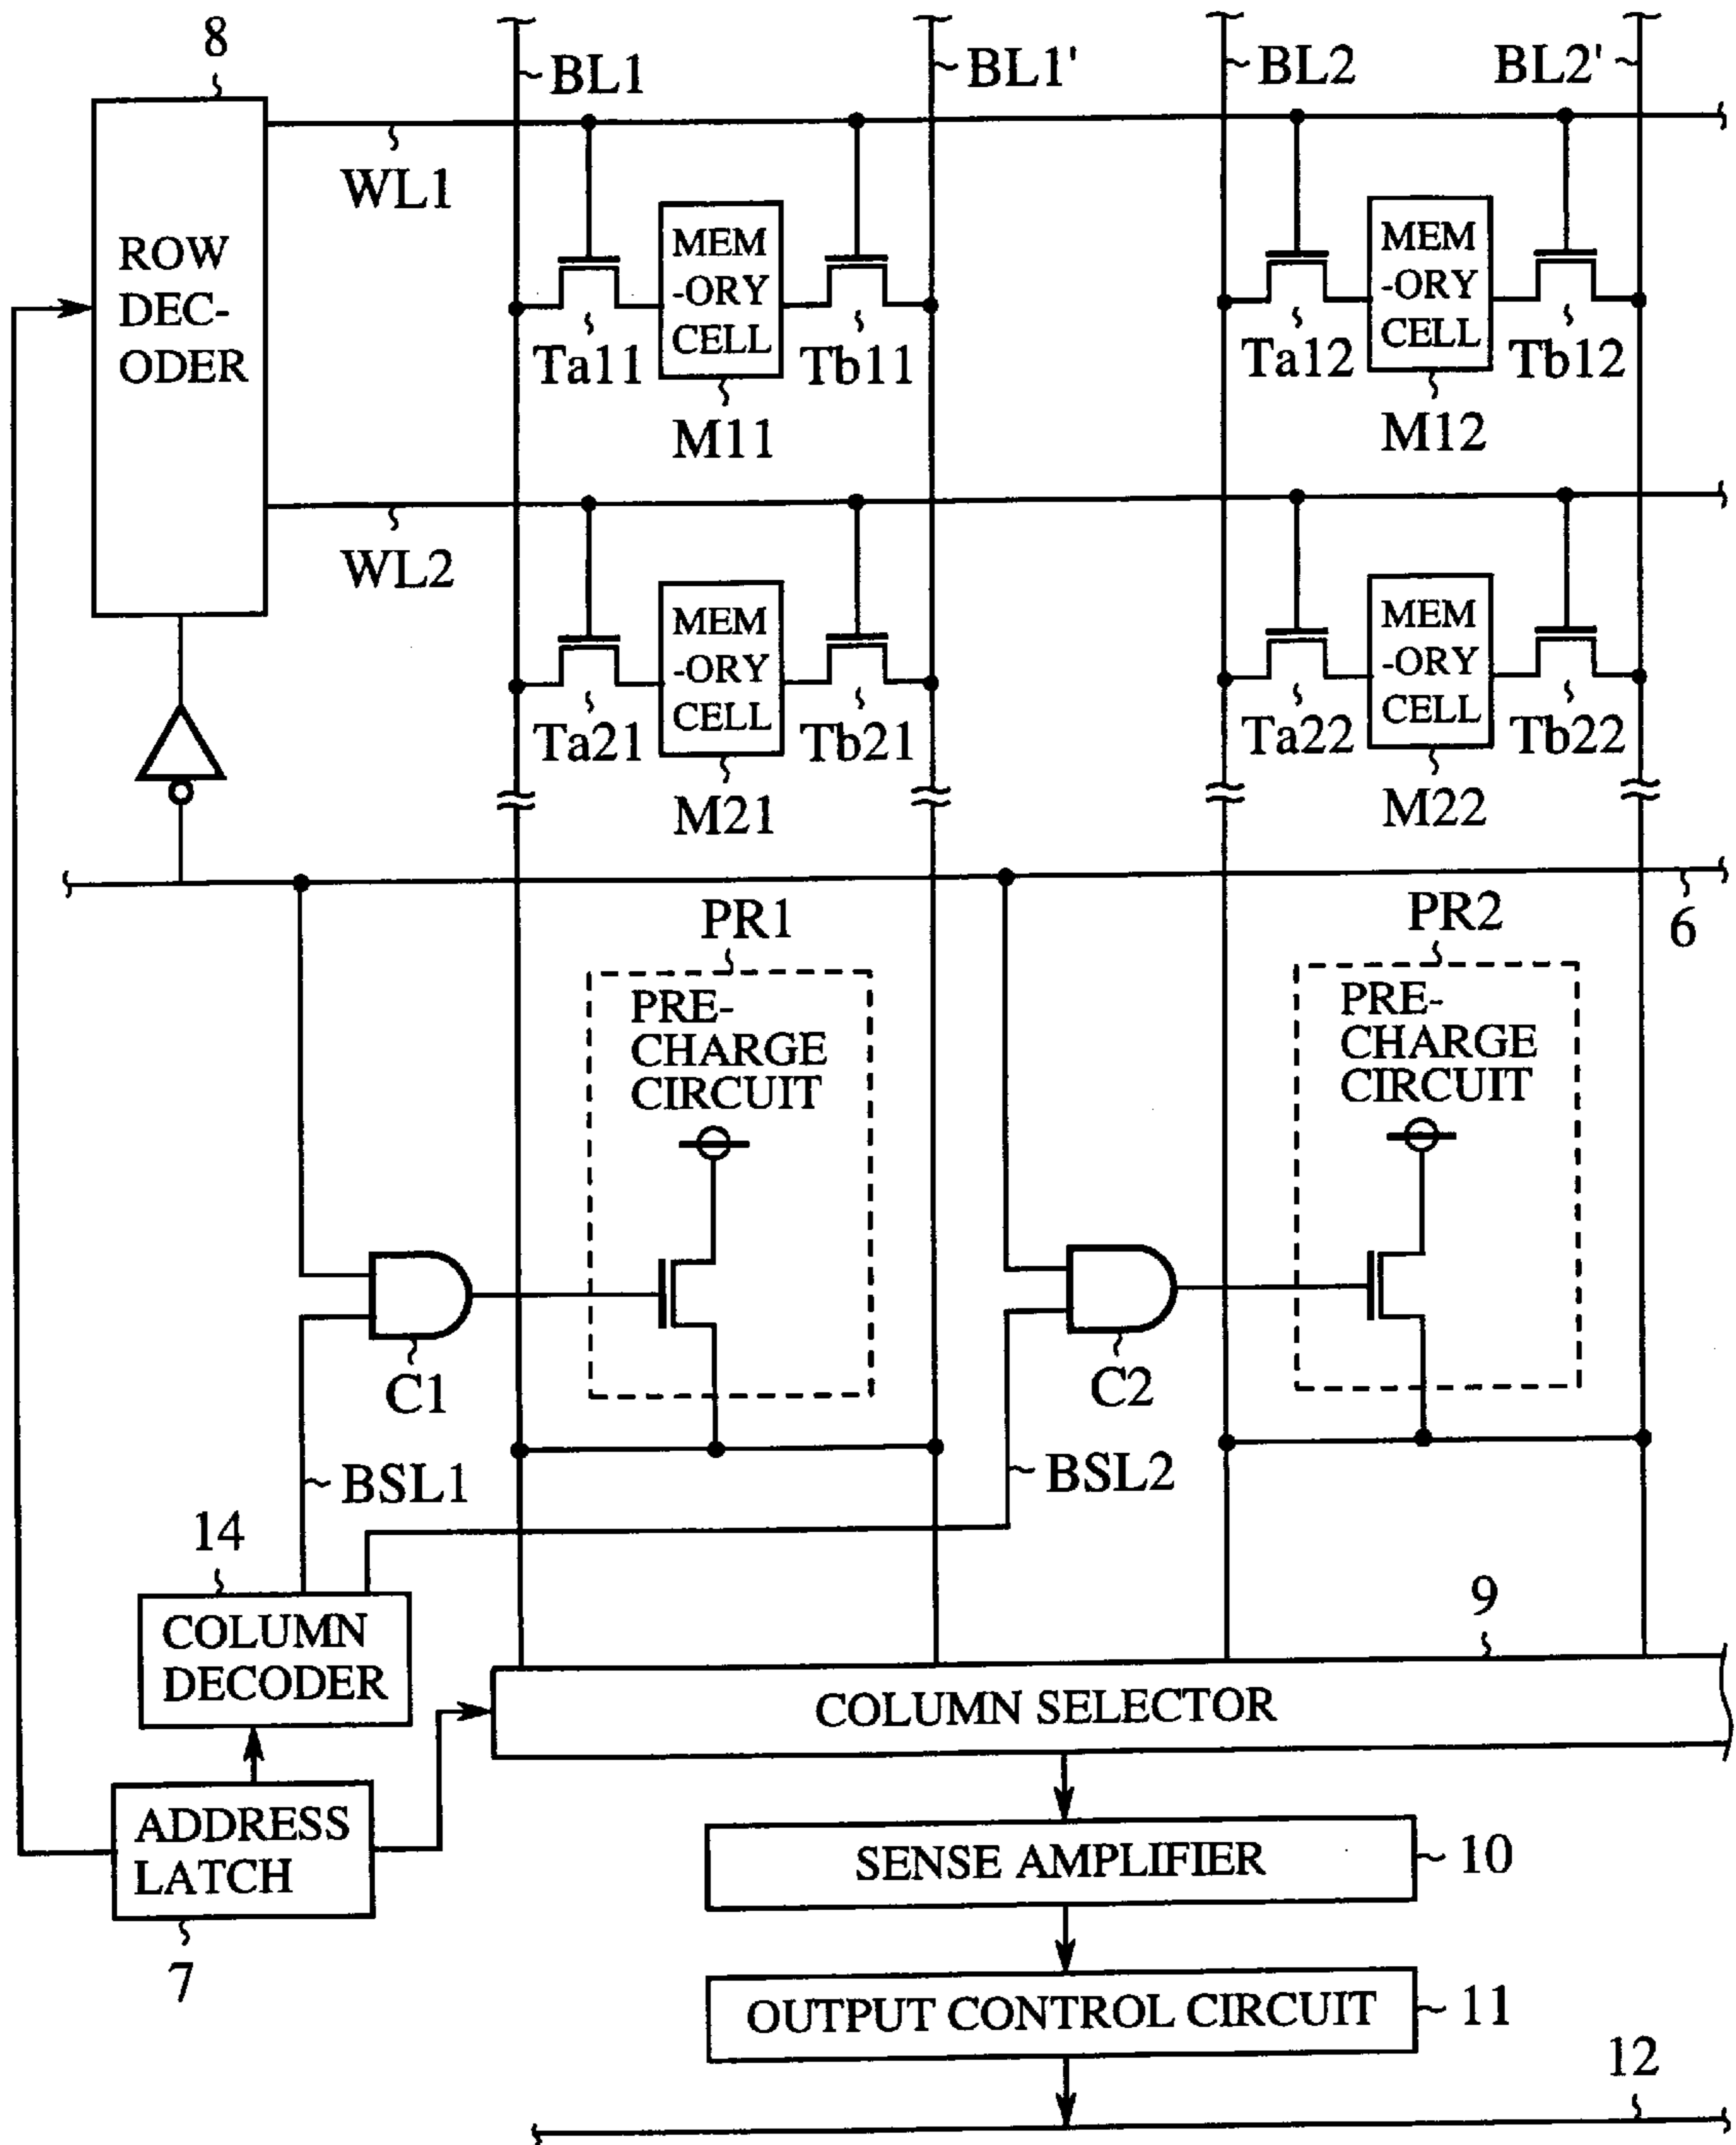 8
BL1
BL1'
BL2
BL2'
WL1
ROW
DEC-
ODER
MEM
-ORY
CELL
MEM
-ORY
CELL
Ta11
Tb11
Ta12
Tb12
M11
M12
WL2
MEM
-ORY
CELL
MEM
-ORY
CELL
Ta21
Tb21
Ta22
Tb22
M21
M22
6
PR1
PR2
PRE-
CHARGE
CIRCUIT
PRE-
CHARGE
CIRCUIT
C1
C2
BSL1
BSL2
14
COLUMN
DECODER
9
COLUMN SELECTOR
ADDRESS
LATCH
7
SENSE AMPLIFIER
10
OUTPUT CONTROL CIRCUIT
11
12